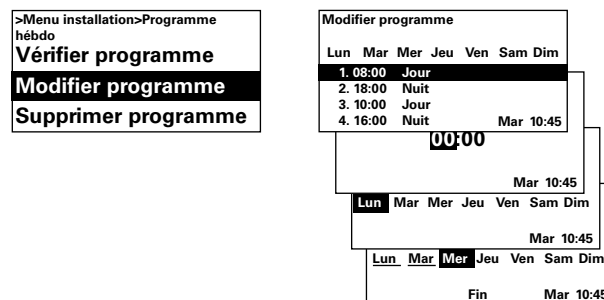 >Menu installation>Programme
hébdo
Vérifier programme
Modifier programme
Supprimer programme
Modifier programme
Lun Mar Mer Jeu Ven Sam Dim
1. 08:00 Jour
2. 18:00 Nuit
3. 10:00 Jour
4. 16:00 Nuit Mar 10:45
00:00
Mar 10:45
Lun Mar Mer Jeu Ven Sam Dim
Mar 10:45
Lun Mar Mer Jeu Ven Sam Dim
Fin Mar 10:45